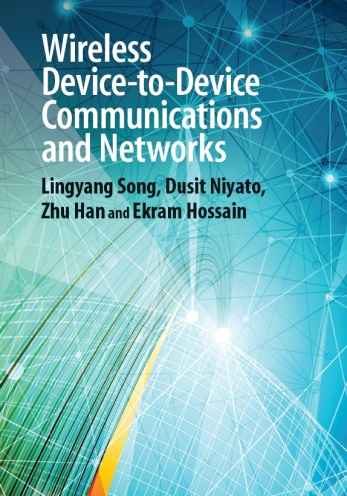 Wireless
Device-to-Device
Communications
and Networks
Lingyang Song, Dusit Niyato,
Zhu Han and Ekram Hossain